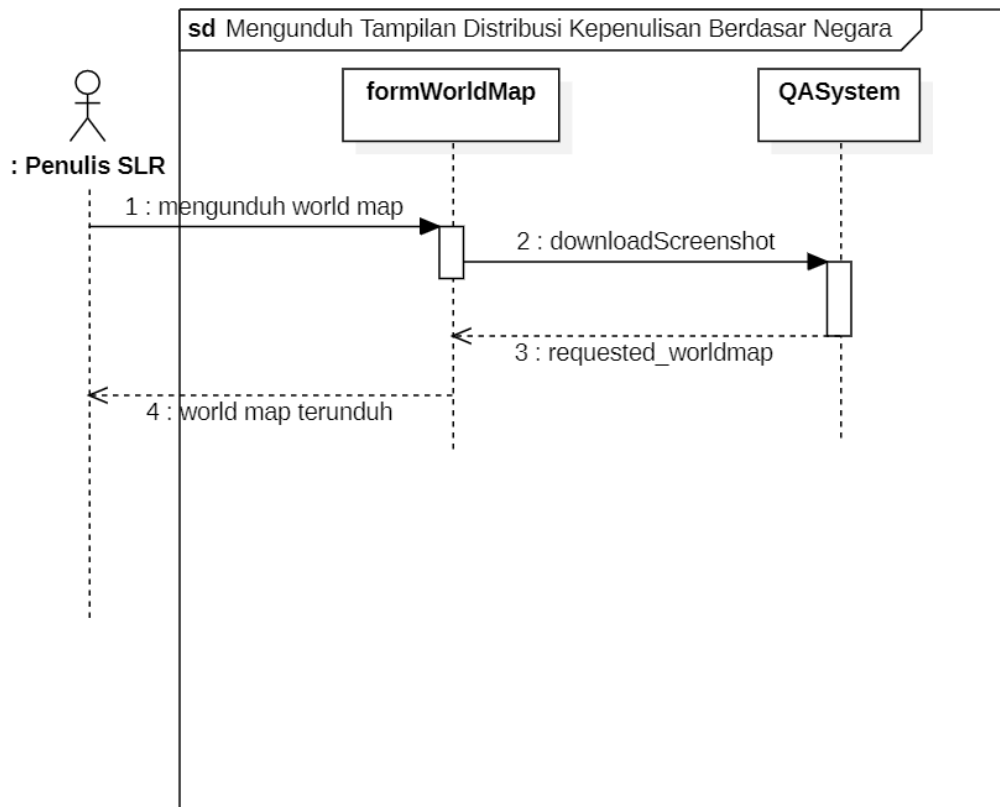 sd Mengunduh Tampilan Distribusi Kepenulisan Berdasar Negara
formWorldMap
QASystem
: Penulis SLR
1 : mengunduh world map
2 : downloadScreenshot
3 : requested_worldmap
4 : world map terunduh